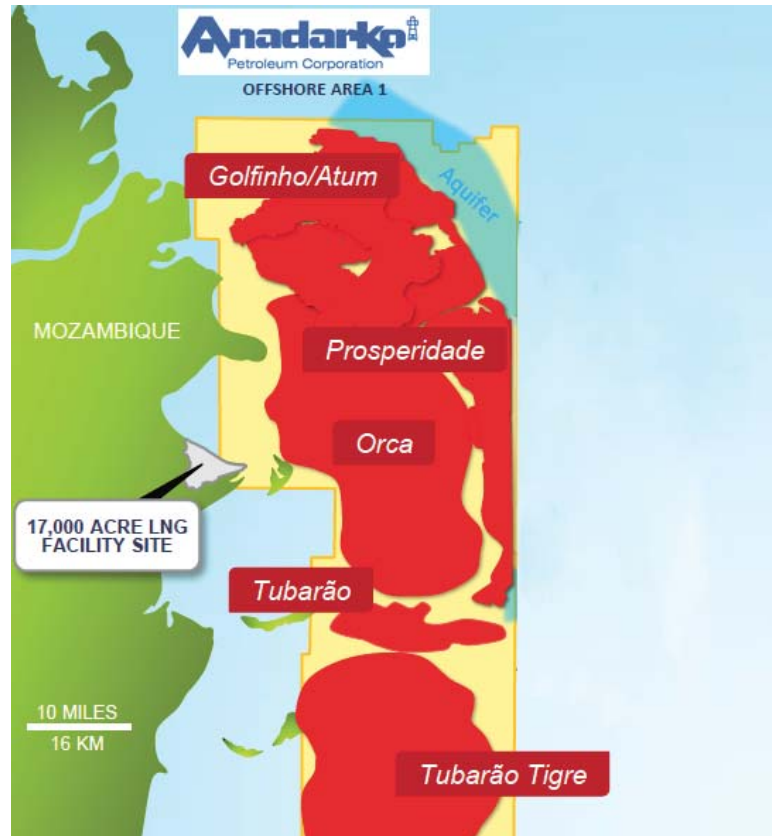 Anadarko
Petroleum Corporation
OFFSHORE AREA 1
Golfinho/Atum
Aquifer
MOZAMBIQUE
Prosperidade
Orca
17,000 ACRE LNG
FACILITY SITE
Tubarão
10 MILES
16 KM
Tubarão Tigre